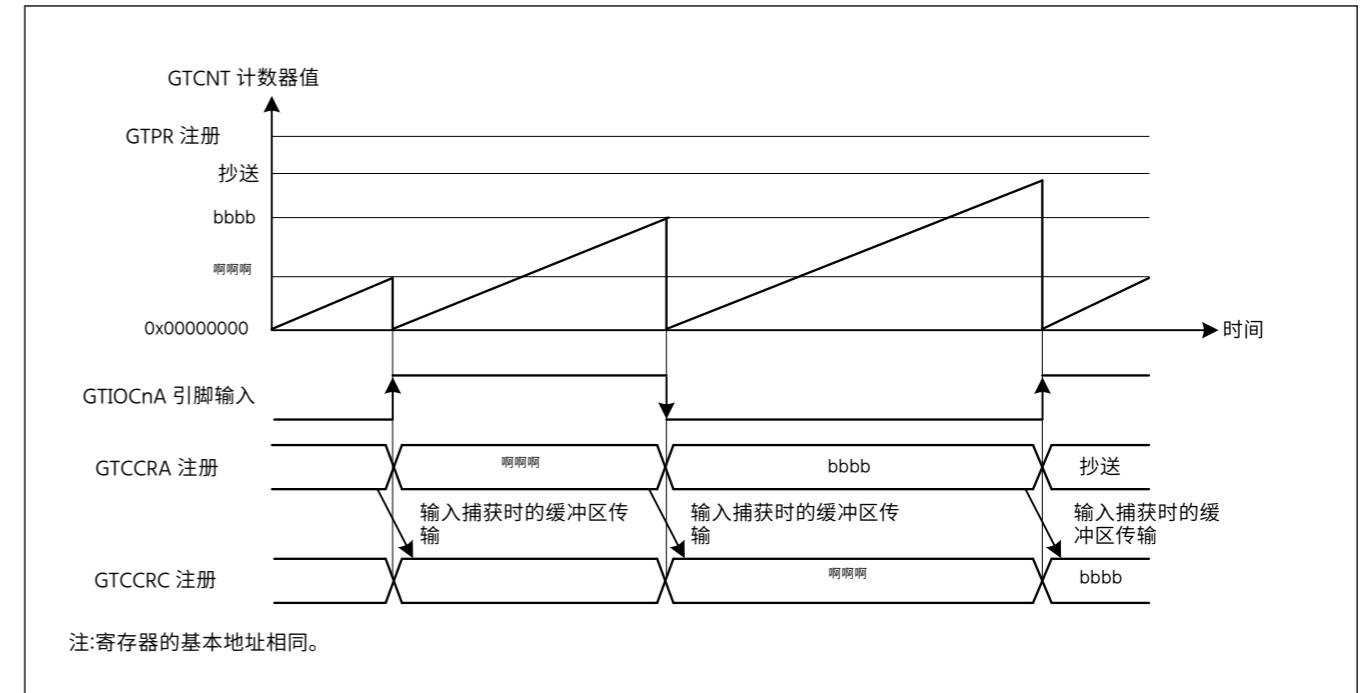 GTCNT 计数器值
GTPR 注册
抄送
bbbb
啊啊啊
0x00000000
时间
GTIOCnA 引脚输入
GTCCRA 注册
啊啊啊
bbbb
抄送
输入捕获时的缓冲区传
输
输入捕获时的缓冲区传
输
输入捕获时的缓
冲区传输
GTCCRC 注册
啊啊啊
bbbb
注:寄存器的基本地址相同。